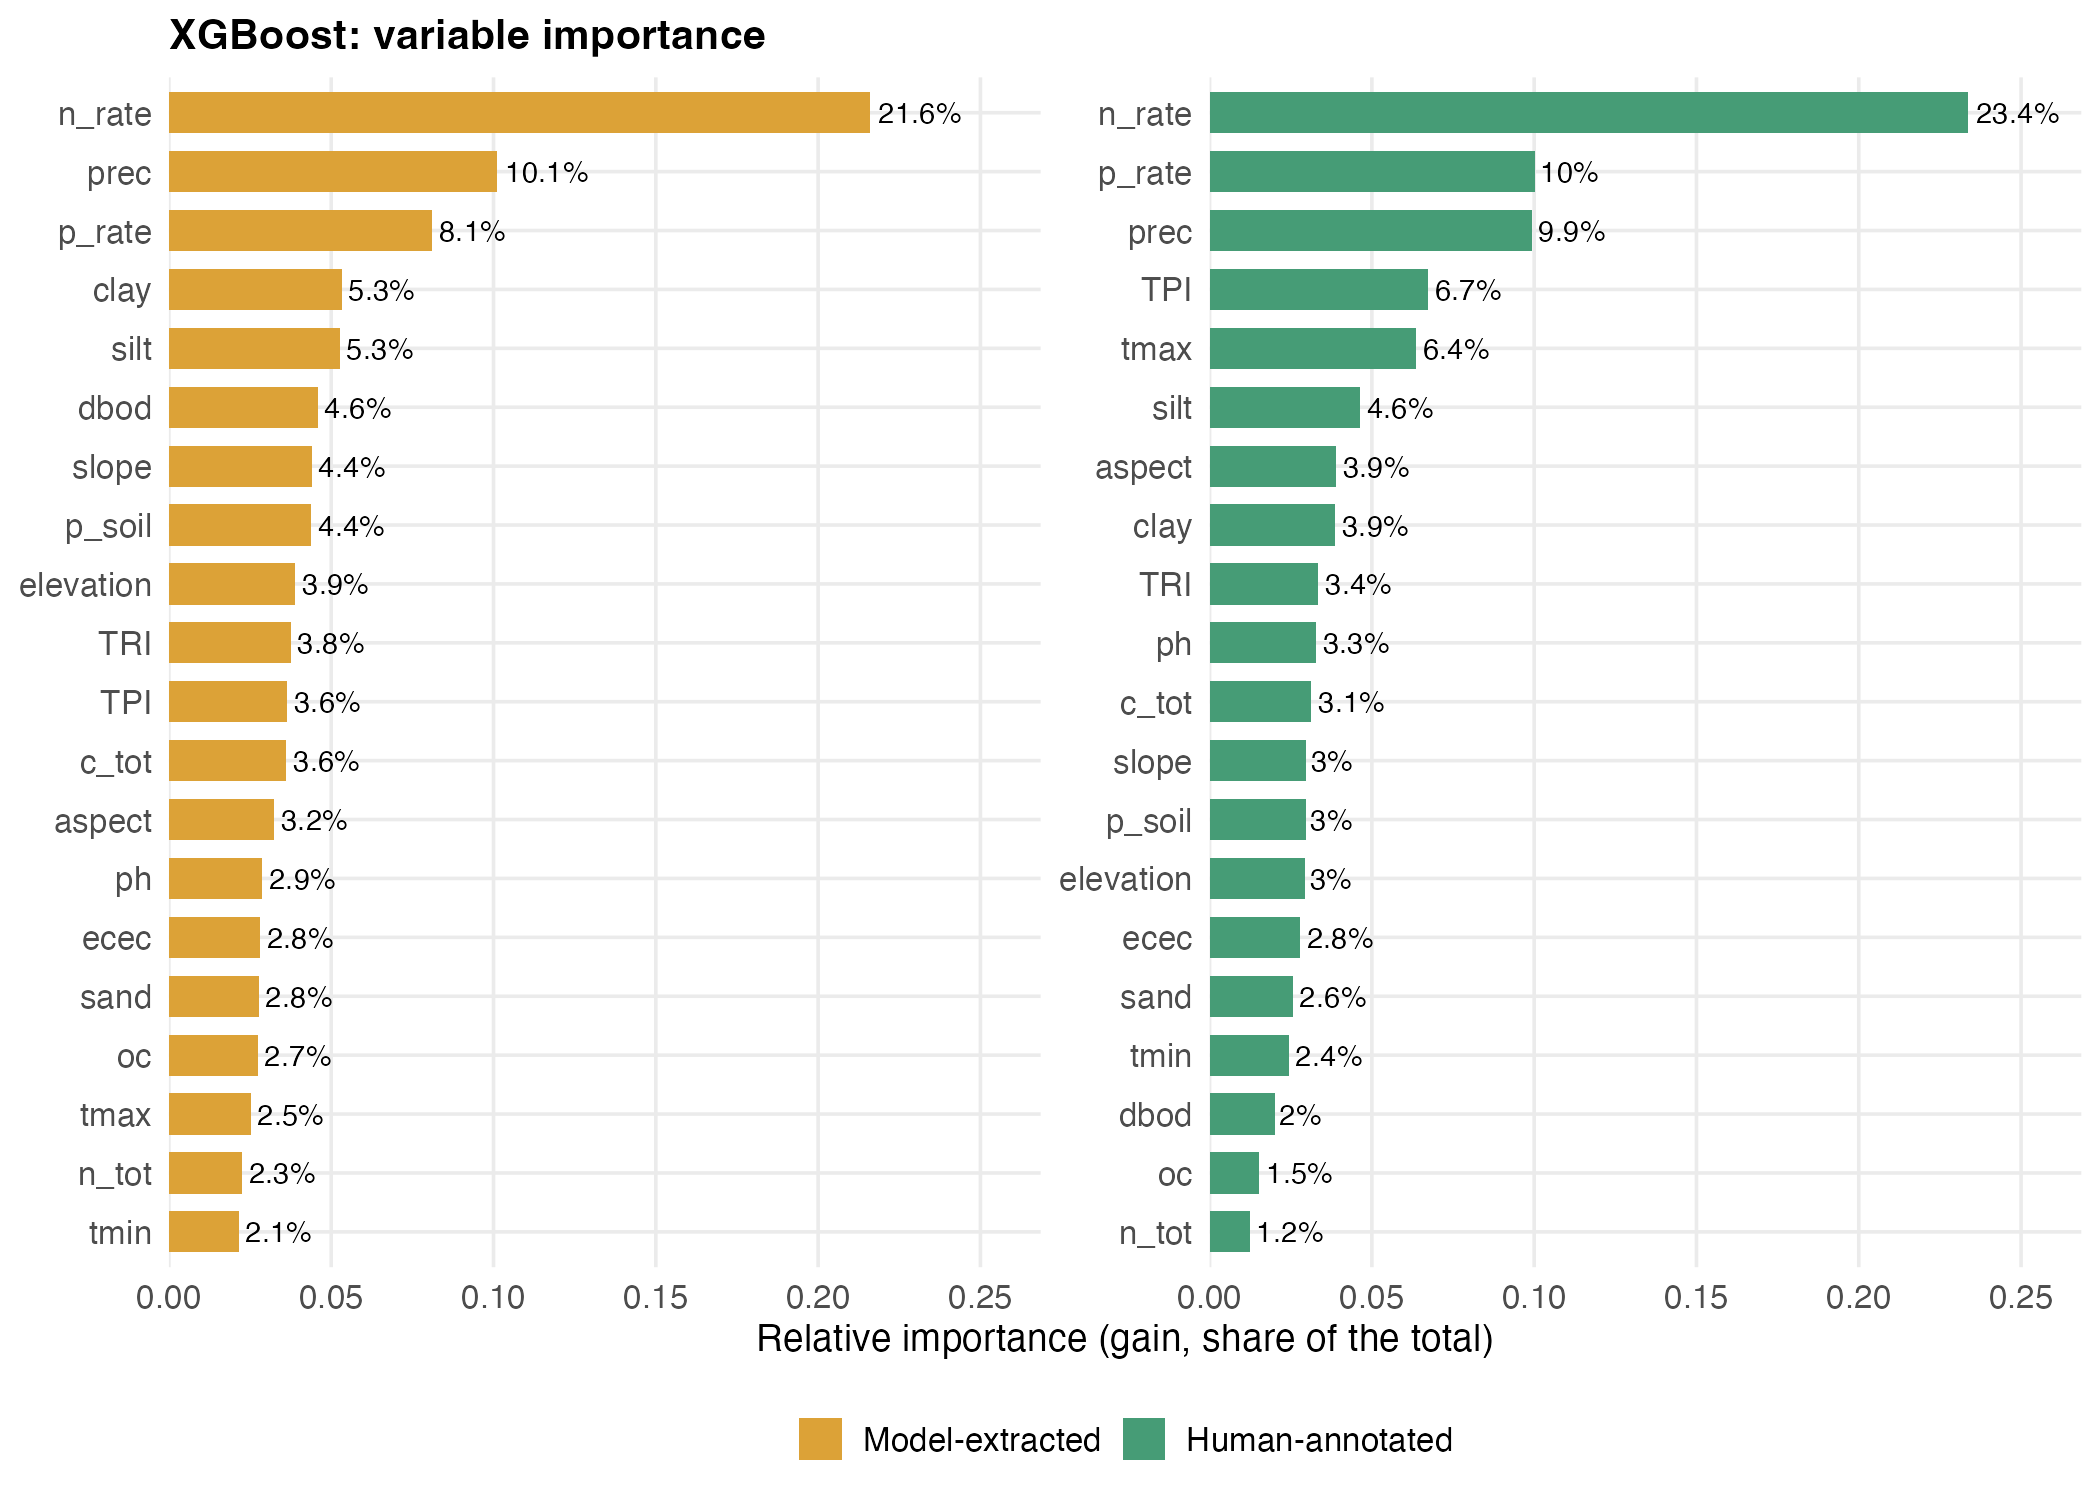 XGBoost: variable importance
n_rate 21.6%
prec 10.1%
p_rate 8.1%
clay 5.3%
silt 5.3%
dbod 4.6%
slope 4.4%
p_soil 4.4%
elevation 3.9%
TRI 3.8%
TPI 3.6%
c_tot 3.6%
aspect 3.2%
ph 2.9%
ecec 2.8%
sand 2.8%
oc 2.7%
tmax 2.5%
n_tot 2.3%
tmin 2.1%
0.00 0.05 0.10 0.15 0.20 0.25
n_rate 23.4%
p_rate 10%
prec 9.9%
TPI 6.7%
tmax 6.4%
silt 4.6%
aspect 3.9%
clay 3.9%
TRI 3.4%
ph 3.3%
c_tot 3.1%
slope 3%
p_soil 3%
elevation 3%
ecec 2.8%
sand 2.6%
tmin 2.4%
dbod 2%
oc 1.5%
n_tot 1.2%
0.00 0.05 0.10 0.15 0.20 0.25
Relative importance (gain, share of the total)
Model-extracted Human-annotated